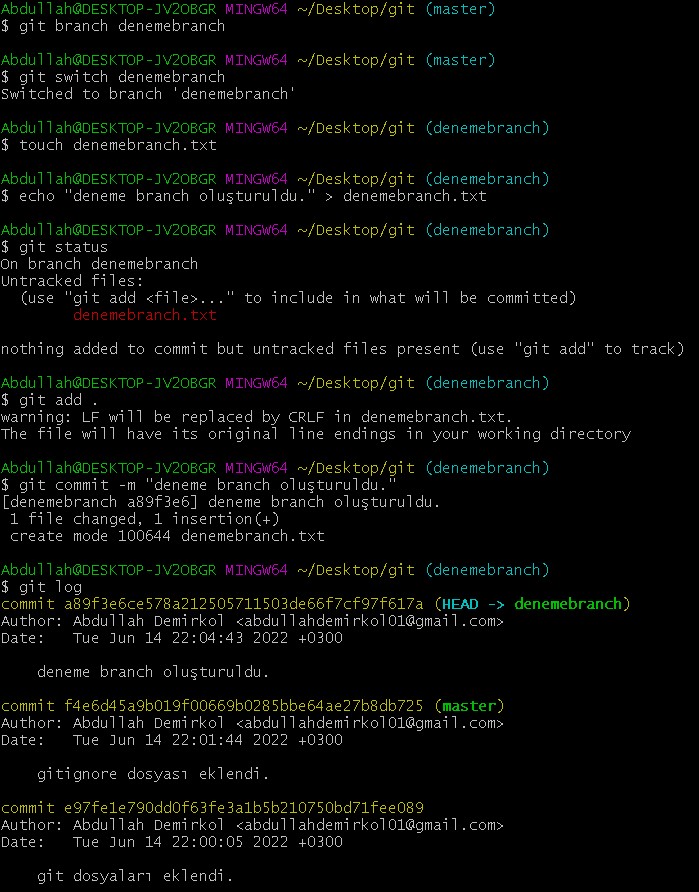 Abdullah@DESKTOP-JV2OBGR MINGW64 ~/Desktop/git (master)
$ git branch denemebranch
Abdullah@DESKTOP-JV2OBGR MINGW64 ~/Desktop/git (master)
$ git switch denemebranch
Switched to branch 'denemebranch'
Abdullah@DESKTOP-JV2OBGR MINGW64 ~/Desktop/git (denemebranch)
$ touch denemebranch.txt
Abdullah@DESKTOP-JV2OBGR MINGW64 ~/Desktop/git (denemebranch)
$ echo "deneme branch oluşturuldu." > denemebranch.txt
Abdullah@DESKTOP-JV2OBGR MINGW64 ~/Desktop/git (denemebranch)
$ git status
On branch denemebranch
Untracked files:
  (use "git add <file>..." to include in what will be committed)
        denemebranch.txt
nothing added to commit but untracked files present (use "git add" to track)
Abdullah@DESKTOP-JV2OBGR MINGW64 ~/Desktop/git (denemebranch)
$ git add .
warning: LF will be replaced by CRLF in denemebranch.txt.
The file will have its original line endings in your working directory
Abdullah@DESKTOP-JV2OBGR MINGW64 ~/Desktop/git (denemebranch)
$ git commit -m "deneme branch oluşturuldu."
[denemebranch a89f3e6] deneme branch oluşturuldu.
 1 file changed, 1 insertion(+)
 create mode 100644 denemebranch.txt
Abdullah@DESKTOP-JV2OBGR MINGW64 ~/Desktop/git (denemebranch)
$ git log
commit a89f3e6ce578a212505711503de66f7cf97f617a (HEAD -> denemebranch)
Author: Abdullah Demirkol <abdullahdemirkol01@gmail.com>
Date:   Tue Jun 14 22:04:43 2022 +0300
    deneme branch oluşturuldu.
commit f4e6d45a9b019f00669b0285bbe64ae27b8db725 (master)
Author: Abdullah Demirkol <abdullahdemirkol01@gmail.com>
Date:   Tue Jun 14 22:01:44 2022 +0300
    gitignore dosyası eklendi.
commit e97fe1e790dd0f63fe3a1b5b210750bd71fee089
Author: Abdullah Demirkol <abdullahdemirkol01@gmail.com>
Date:   Tue Jun 14 22:00:05 2022 +0300
    git dosyaları eklendi.